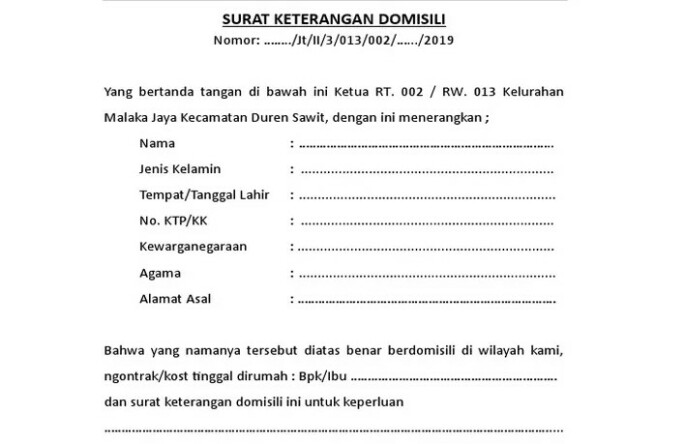 SURAT KETERANGAN DOMISILI
Nomor: ......../Jt/II/3/013/002/....../2019
Yang bertanda tangan di bawah ini Ketua RT. 002 / RW. 013 Kelurahan
Malaka Jaya Kecamatan Duren Sawit, dengan ini menerangkan ;
Nama : ............................................................
Jenis Kelamin : ............................................................
Tempat/Tanggal Lahir : ............................................................
No. KTP/KK : ............................................................
Kewarganegaraan : ............................................................
Agama : ............................................................
Alamat Asal : ............................................................
Bahwa yang namanya tersebut diatas benar berdomisili di wilayah kami,
ngontrak/kost tinggal dirumah : Bpk/Ibu ..................................................
dan surat keterangan domisili ini untuk keperluan
..............................................................................................................